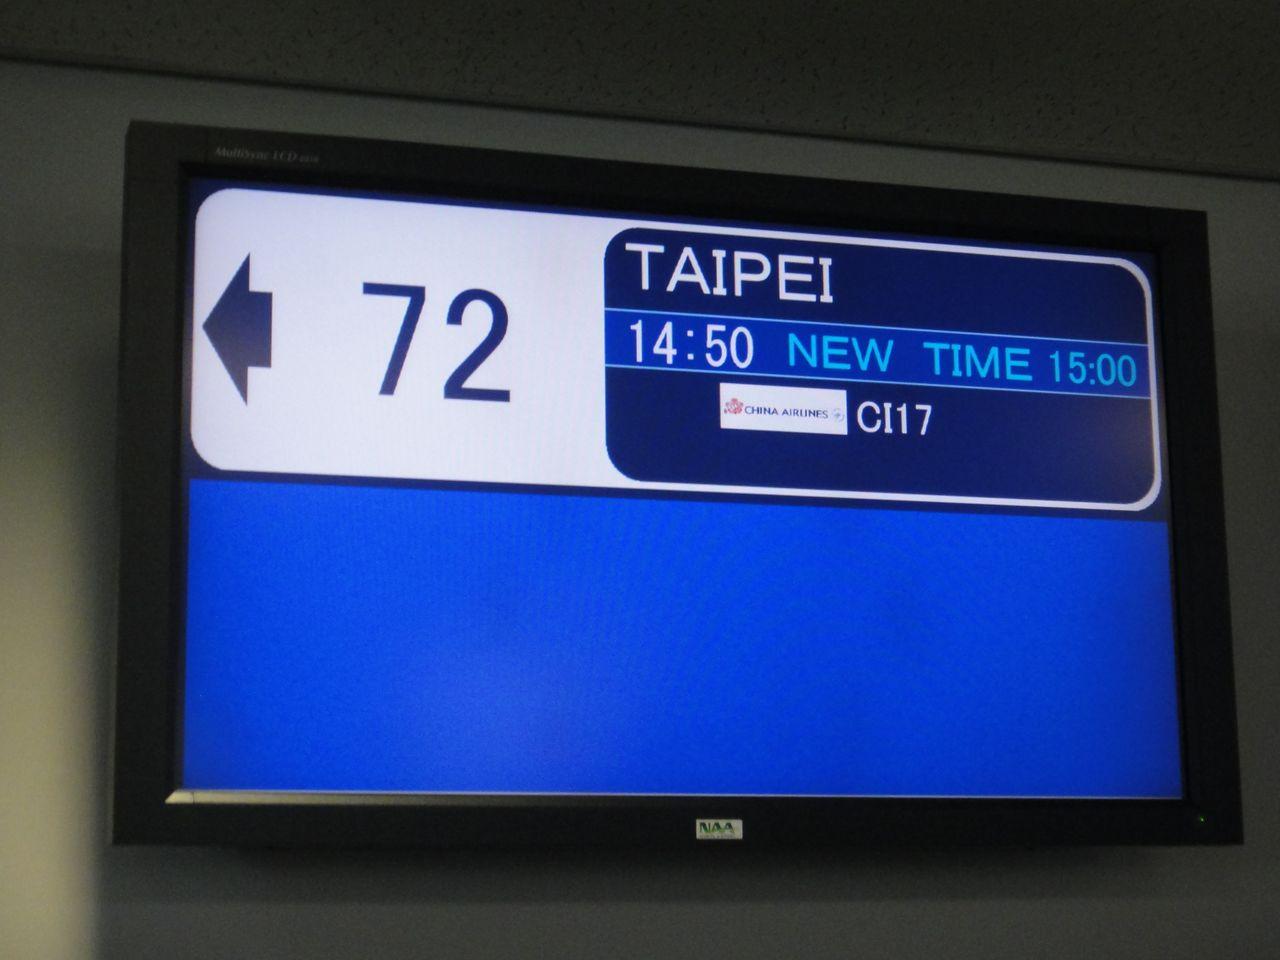 MultiSync LCD
72
TAIPEI
14:50 NEW TIME 15:00
CHINA AIRLINES CI17
NAA